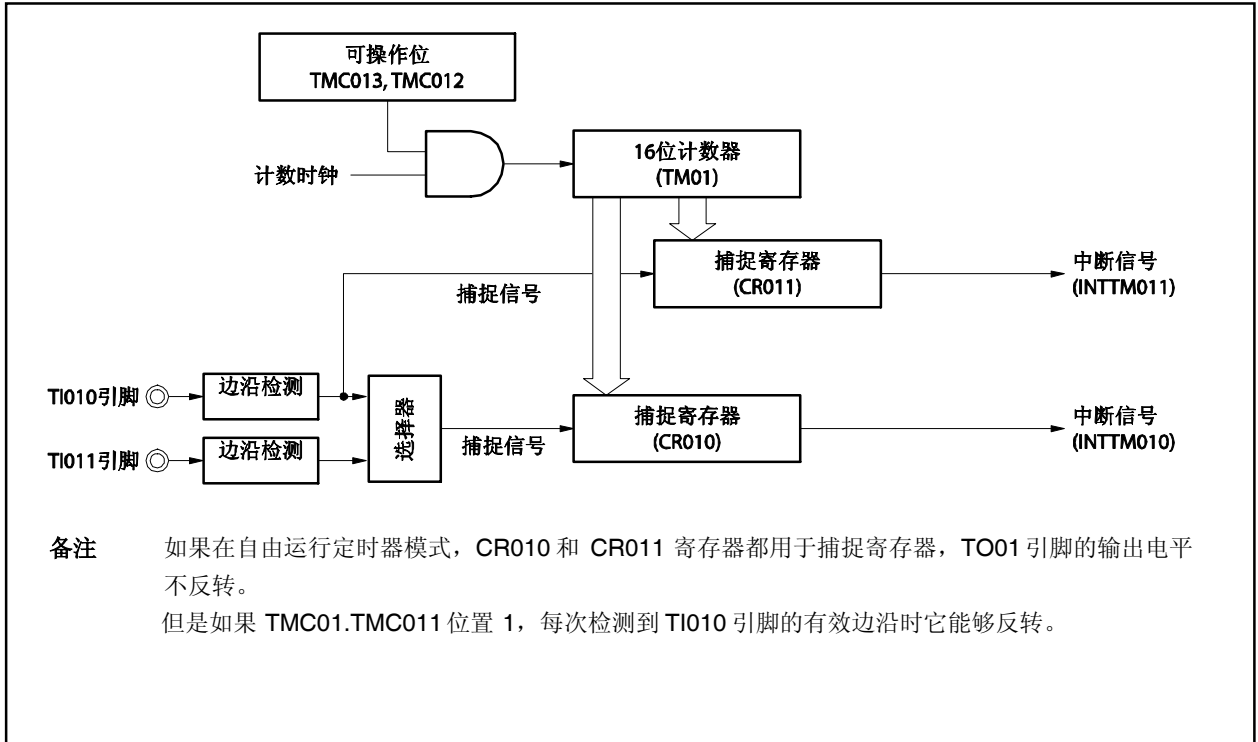 可操作位
TMC013, TMC012
计数时钟
16位计数器
(TM01)
捕捉寄存器
(CR011)
中断信号
(INTTM011)
捕捉信号
TI010引脚
边沿检测
选择器
捕捉信号
捕捉寄存器
(CR010)
中断信号
(INTTM010)
TI011引脚
边沿检测
备注 如果在自由运行定时器模式，CR010 和 CR011 寄存器都用于捕捉寄存器，TO01 引脚的输出电平
不反转。
但是如果 TMC01.TMC011 位置 1，每次检测到 TI010 引脚的有效边沿时它能够反转。